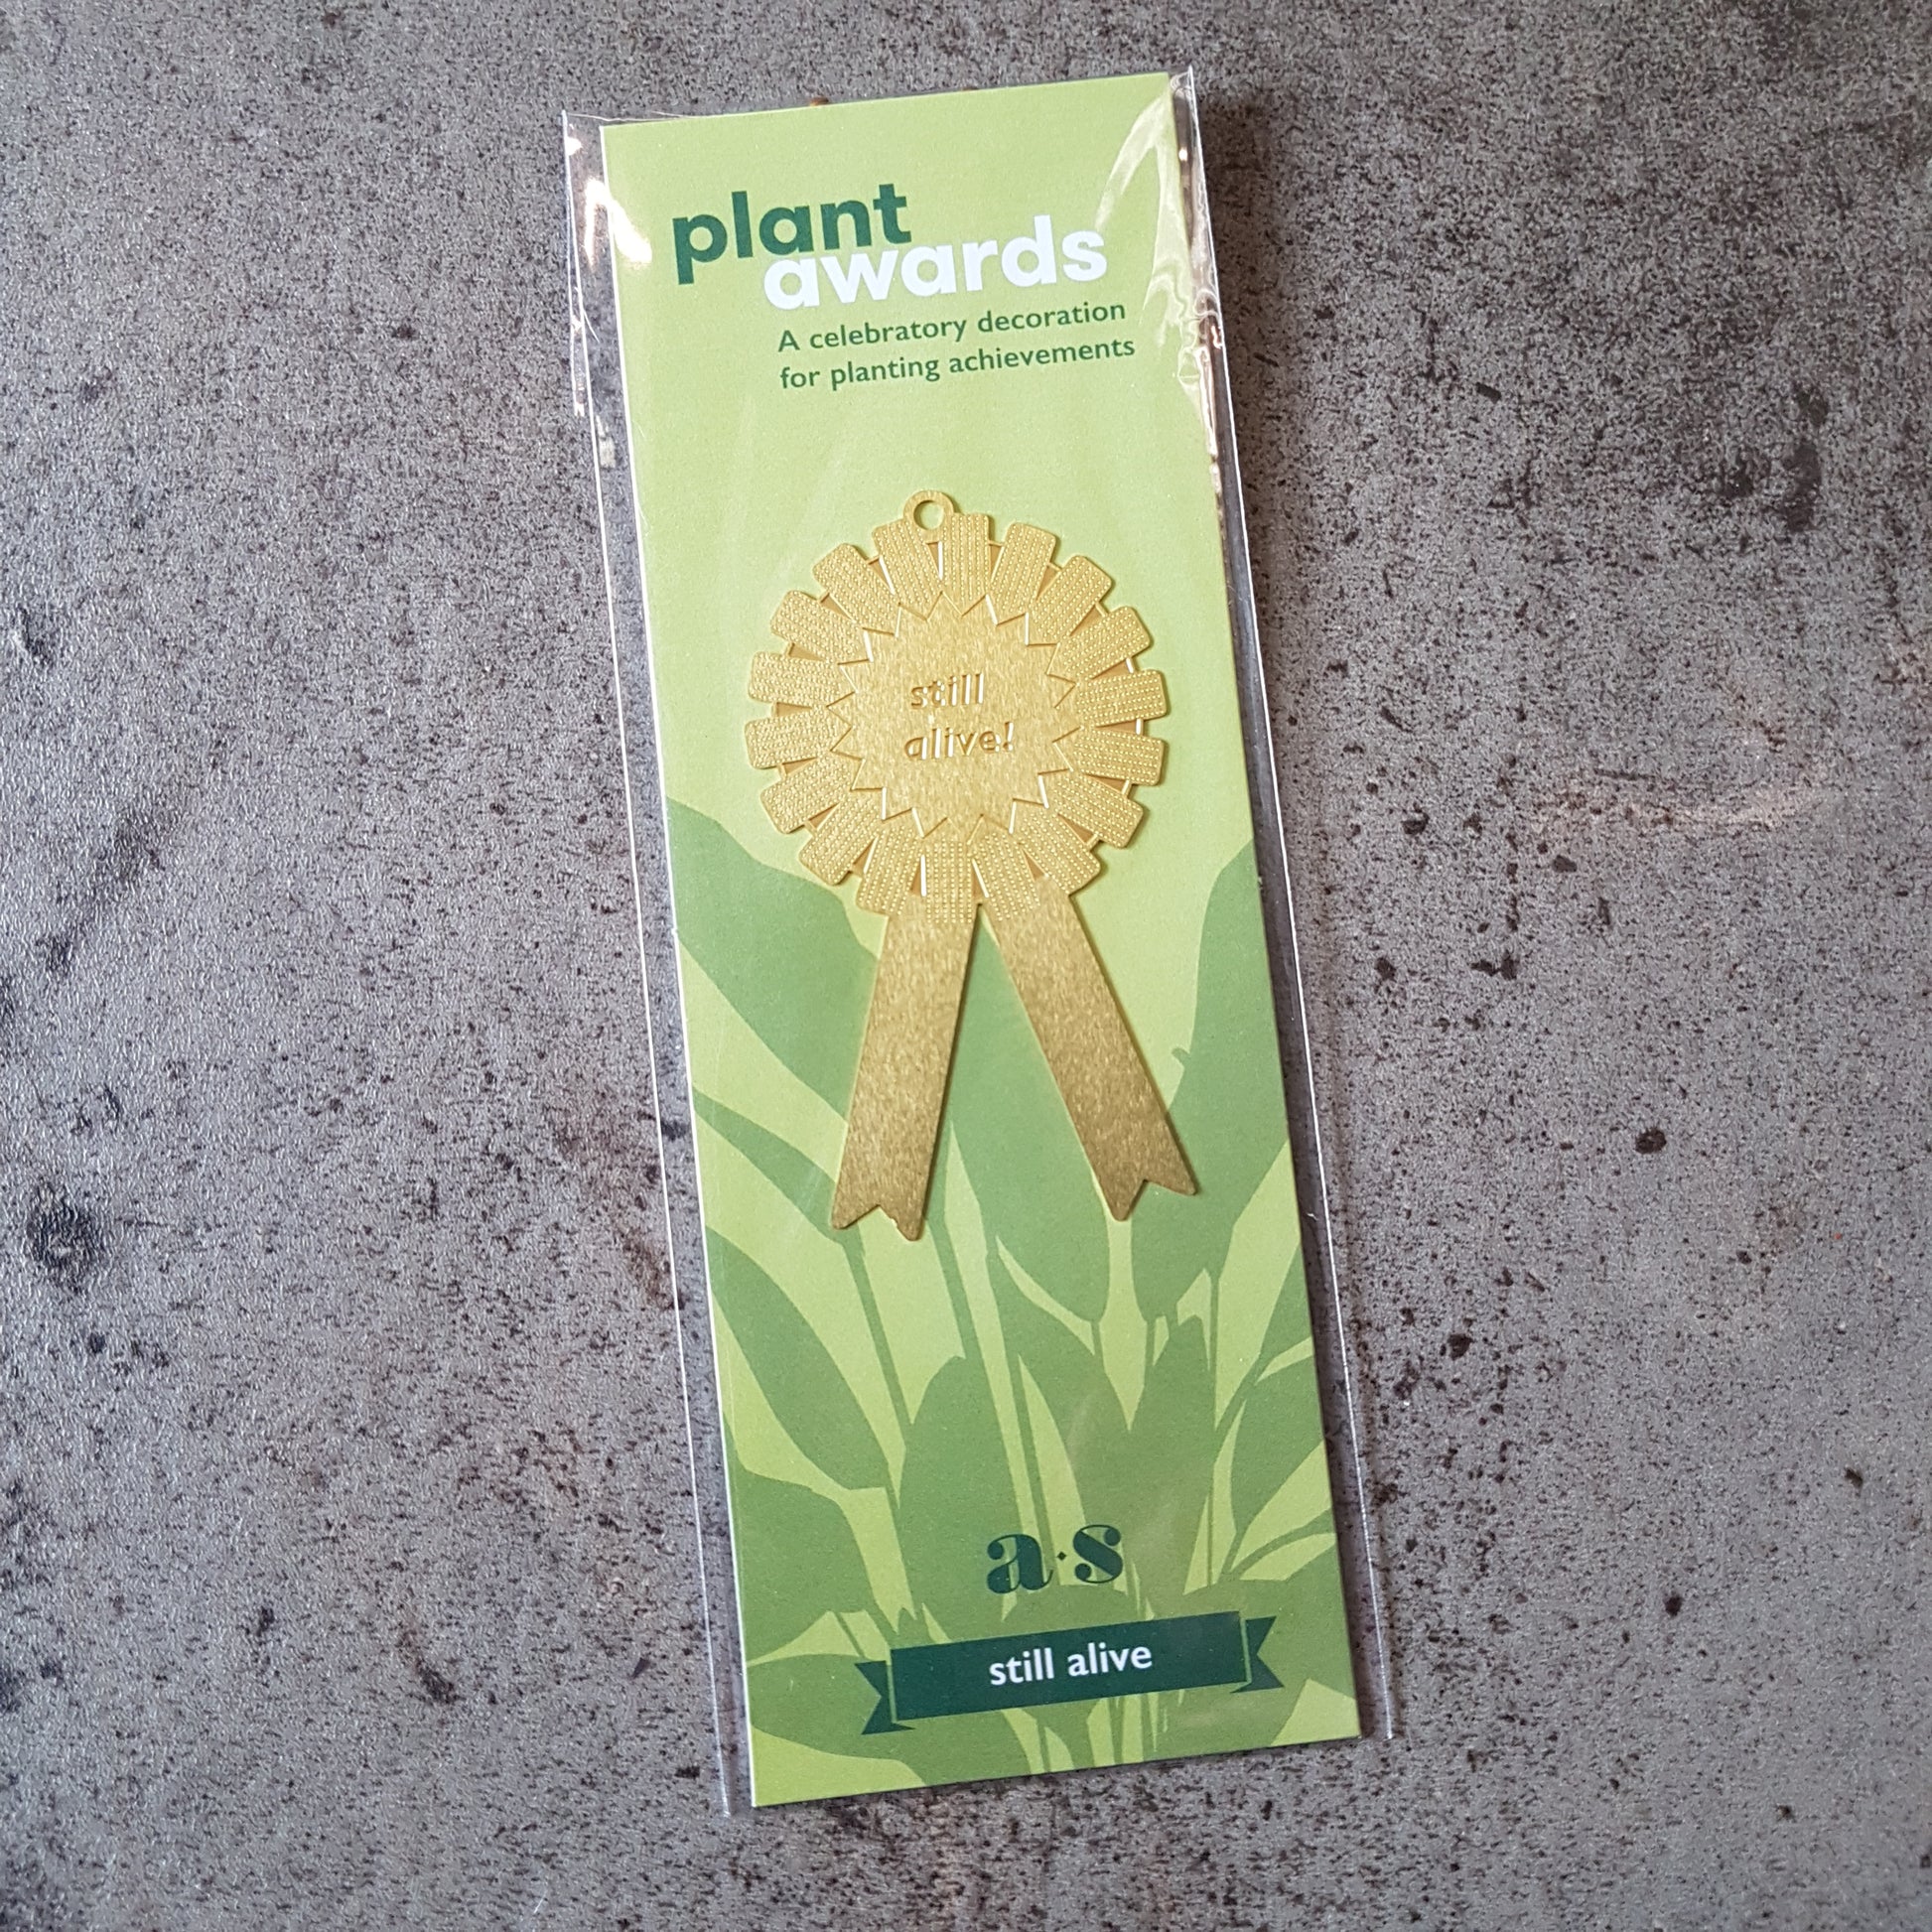 plant
awards
A celebratory decoration
for planting achievements
still
alive!
a·s
still alive